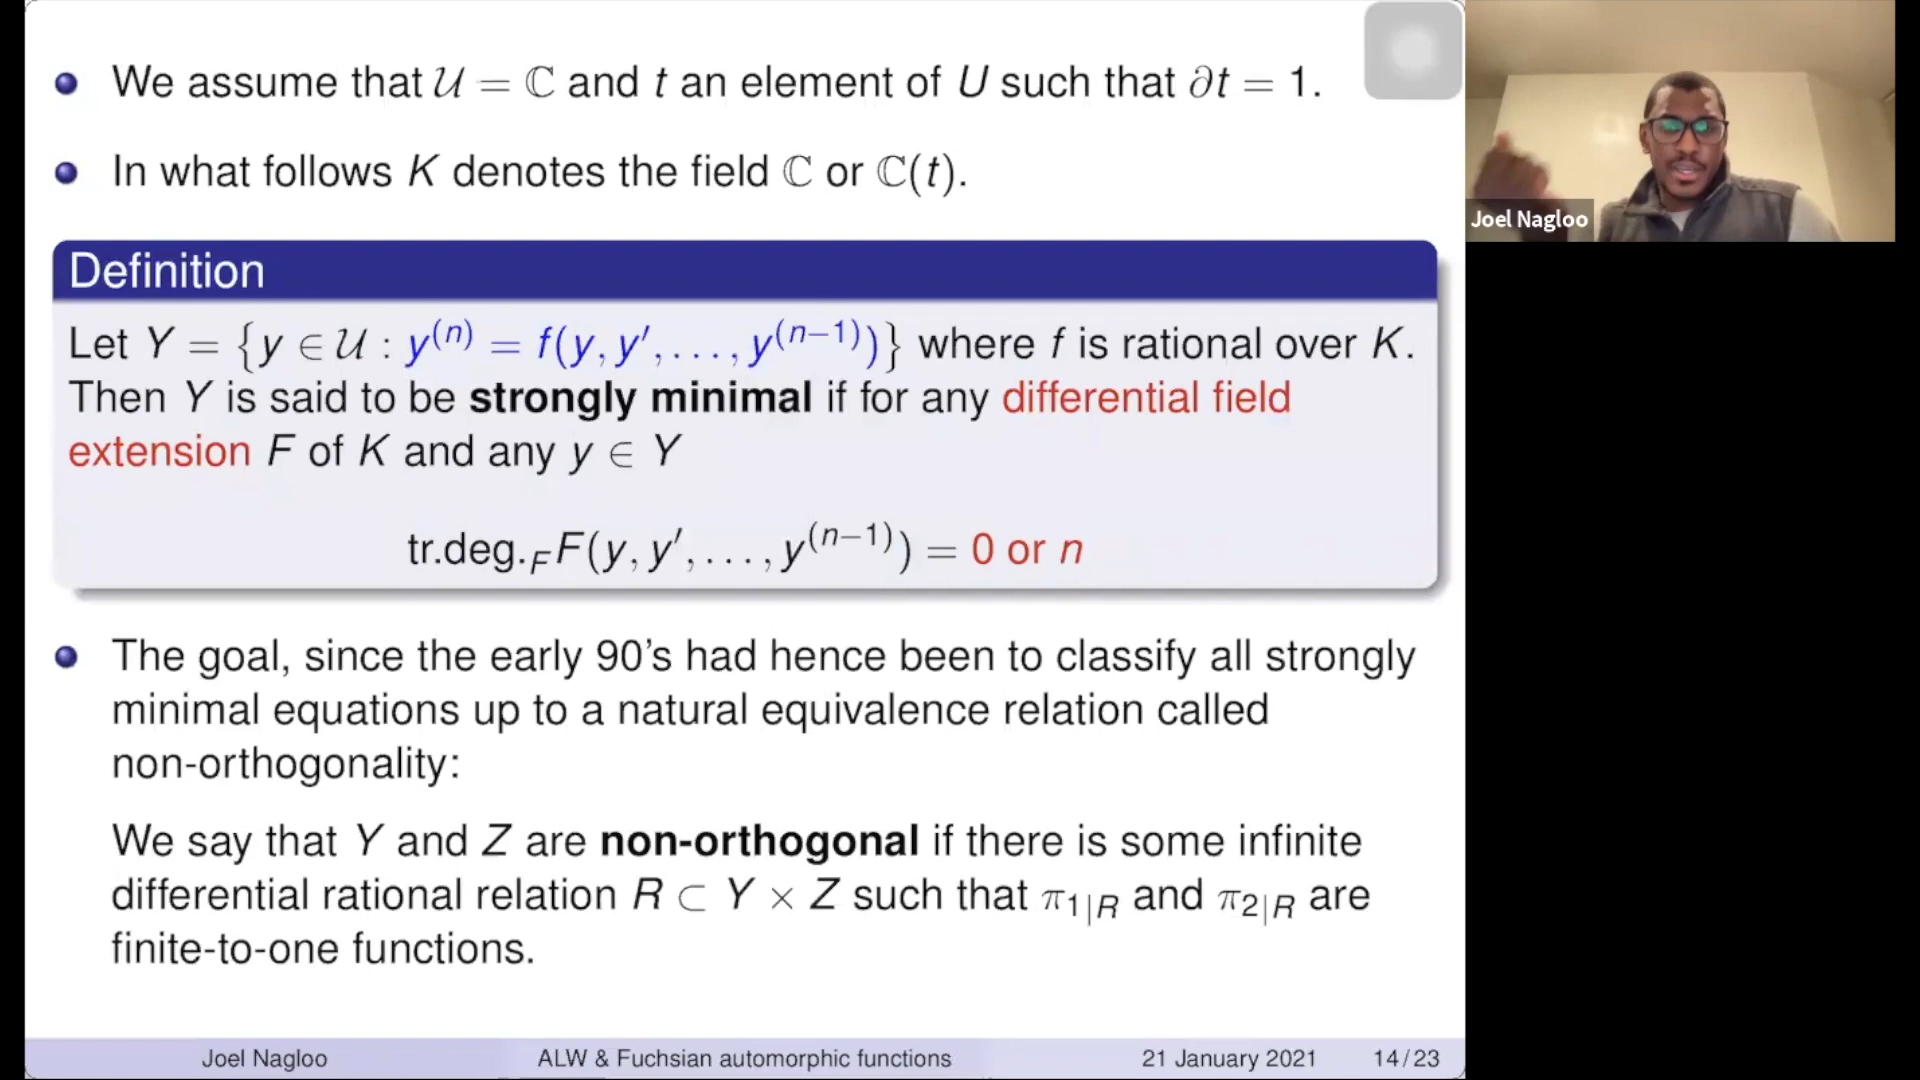 We assume that 𝒰 = ℂ and t an element of U such that ∂t = 1.
In what follows K denotes the field ℂ or ℂ(t).
Definition
Let Y = {y ∈ 𝒰 : y^(n) = f(y, y′, . . . , y^(n−1))} where f is rational over K.
Then Y is said to be strongly minimal if for any differential field
extension F of K and any y ∈ Y
tr.deg._F F(y, y′, . . . , y^(n−1)) = 0 or n
The goal, since the early 90's had hence been to classify all strongly
minimal equations up to a natural equivalence relation called
non-orthogonality:
We say that Y and Z are non-orthogonal if there is some infinite
differential rational relation R ⊂ Y × Z such that π_1|R and π_2|R are
finite-to-one functions.
Joel Nagloo ALW & Fuchsian automorphic functions 21 January 2021 14/23
Joel Nagloo